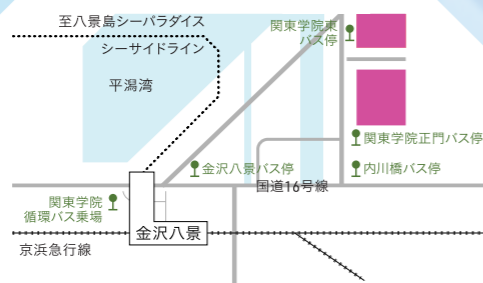 至八景島シーパラダイス
シーサイドライン
平潟湾
関東学院東
バス停
関東学院正門バス停
金沢八景バス停
内川橋バス停
国道16号線
関東学院
循環バス乗場
金沢八景
京浜急行線